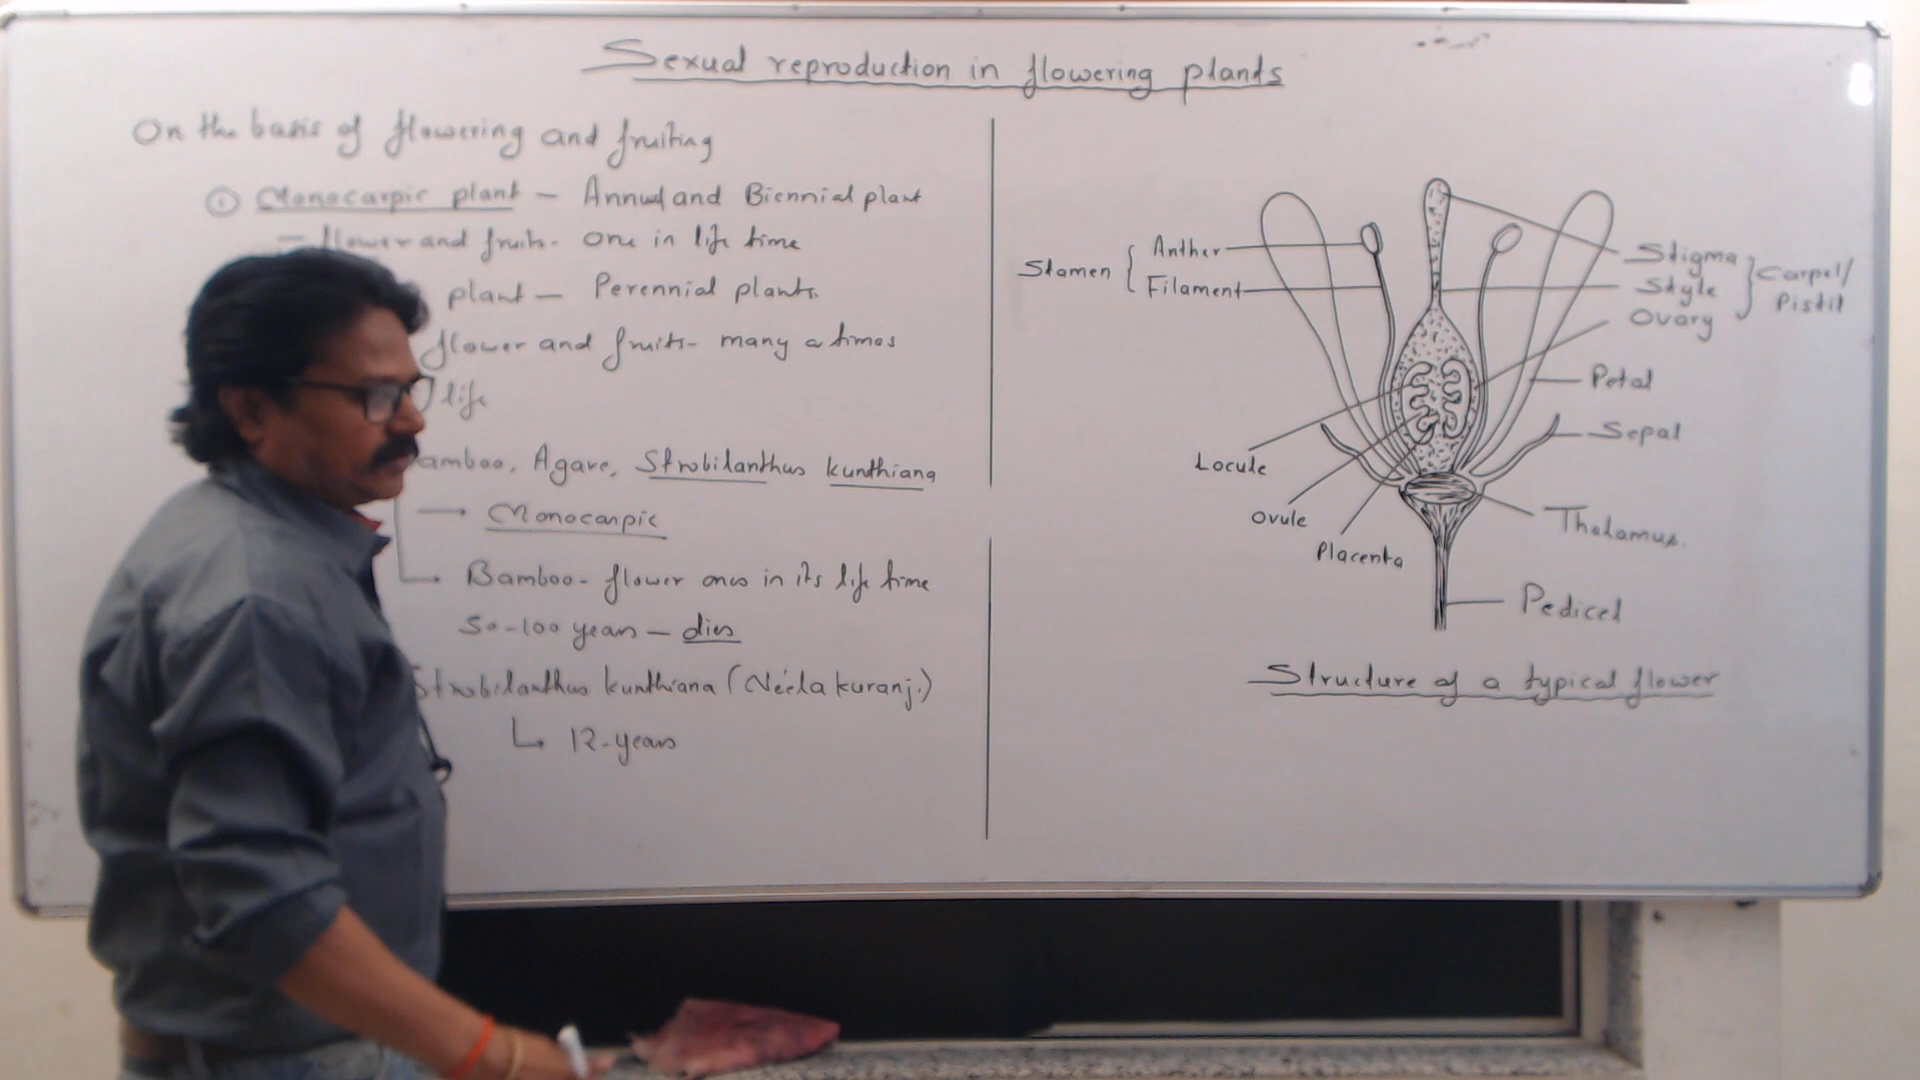 Sexual reproduction in flowering plants
On the basis of flowering and fruiting
① Monocarpic plant — Annual and Biennial plant
— flower and fruits - one in life time
plant — Perennial plants.
flower and fruits - many a times
life
amboo, Agave, Strobilanthus kunthiana
→ Monocarpic
Bamboo - flower ones in its life time
50-100 years — dies
Strobilanthus kunthiana (Neela kuranji)
↳ 12-years
Stamen { Anther
Filament
Stigma
Style
Ovary
} Carpel/
Pistil
Petal
Sepal
Locule
Ovule
Placenta
Thalamus.
Pedicel
Structure of a typical flower